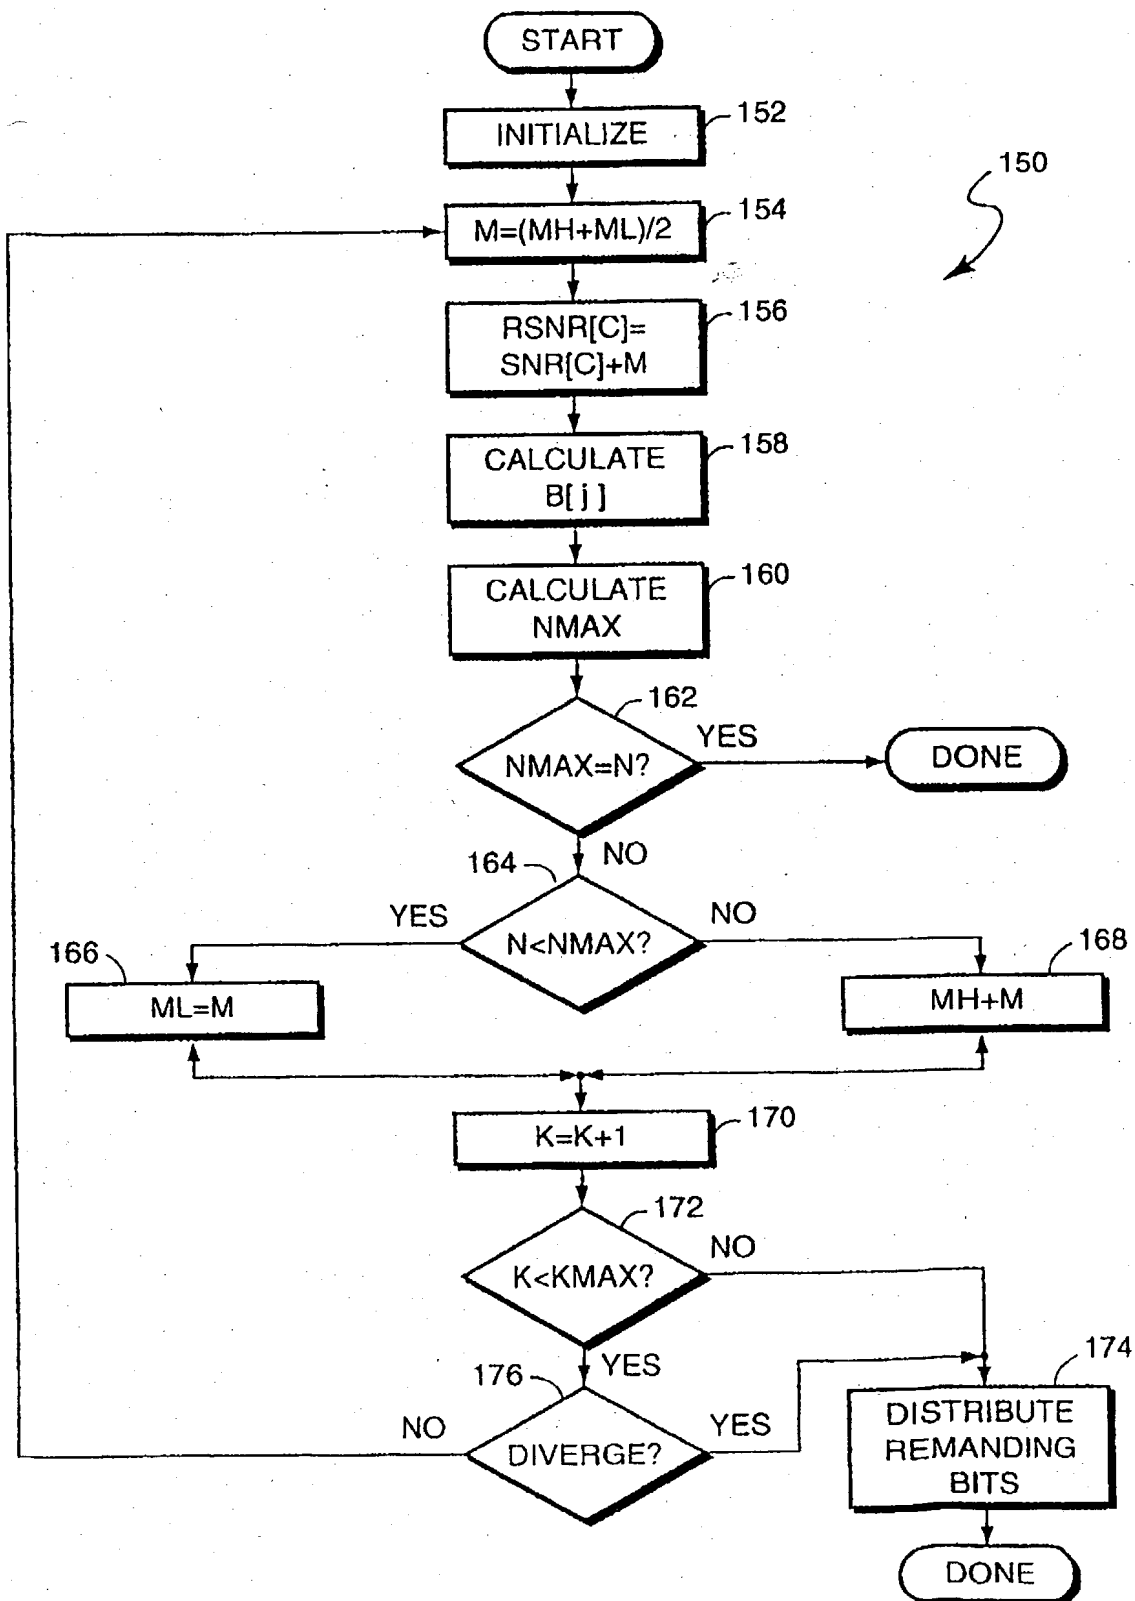 START
INITIALIZE
152
150
M=(MH+ML)/2
154
RSNR[C]=
SNR[C]+M
156
CALCULATE
B[j]
158
CALCULATE
NMAX
160
162
NMAX=N?
YES
DONE
NO
164
N<NMAX?
YES
NO
166
ML=M
168
MH+M
K=K+1
170
172
K<KMAX?
NO
YES
176
DIVERGE?
NO
YES
174
DISTRIBUTE
REMANDING
BITS
DONE